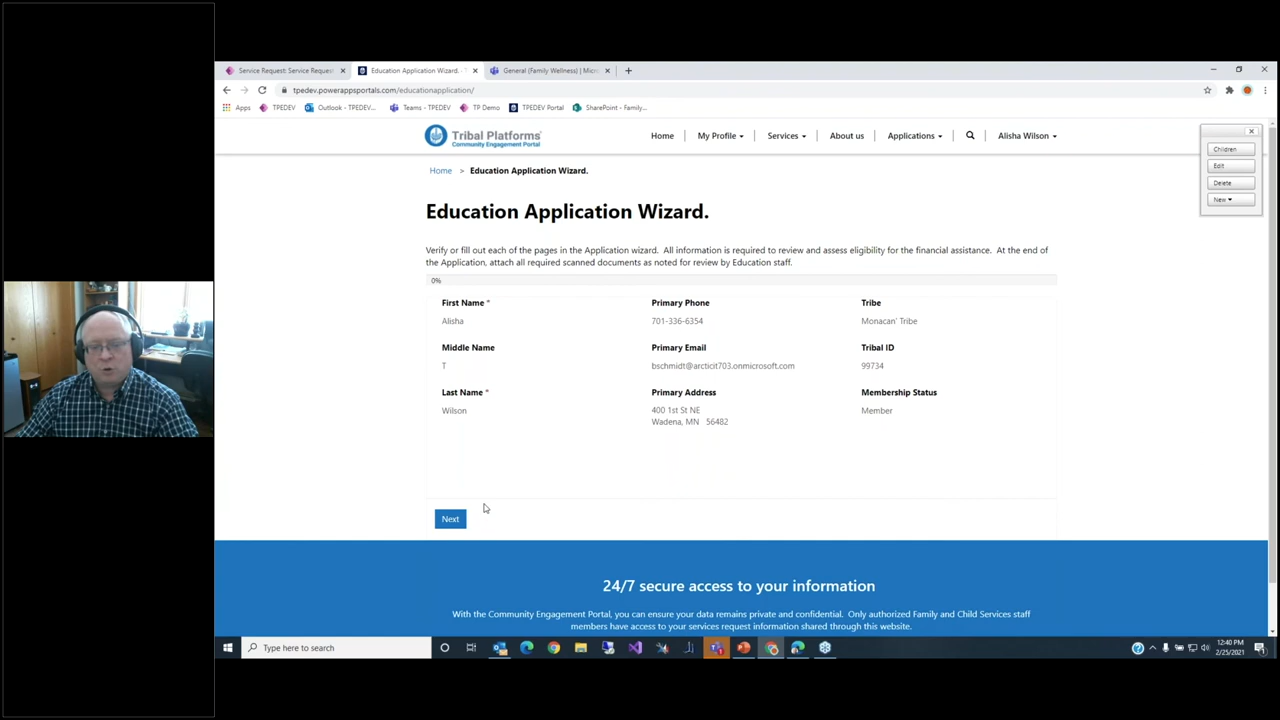 Service Request: Service Reques
Education Application Wizard. · T
General (Family Wellness) | Micro
tpedev.powerappsportals.com/educationapplication/
Apps
TPEDEV
Outlook - TPEDEV...
Teams - TPEDEV
TP Demo
TPEDEV Portal
SharePoint - Family...
Tribal Platforms
Community Engagement Portal
Home
My Profile
Services
About us
Applications
Alisha Wilson
Children
Edit
Delete
New
Home > Education Application Wizard.
Education Application Wizard.
Verify or fill out each of the pages in the Application wizard. All information is required to review and assess eligibility for the financial assistance. At the end of
the Application, attach all required scanned documents as noted for review by Education staff.
0%
First Name *
Alisha
Middle Name
T
Last Name *
Wilson
Primary Phone
701-336-6354
Primary Email
bschmidt@arcticit703.onmicrosoft.com
Primary Address
400 1st St NE
Wadena, MN 56482
Tribe
Monacan' Tribe
Tribal ID
99734
Membership Status
Member
Next
24/7 secure access to your information
With the Community Engagement Portal, you can ensure your data remains private and confidential. Only authorized Family and Child Services staff
members have access to your services request information shared through this website.
Type here to search
12:40 PM
2/25/2021